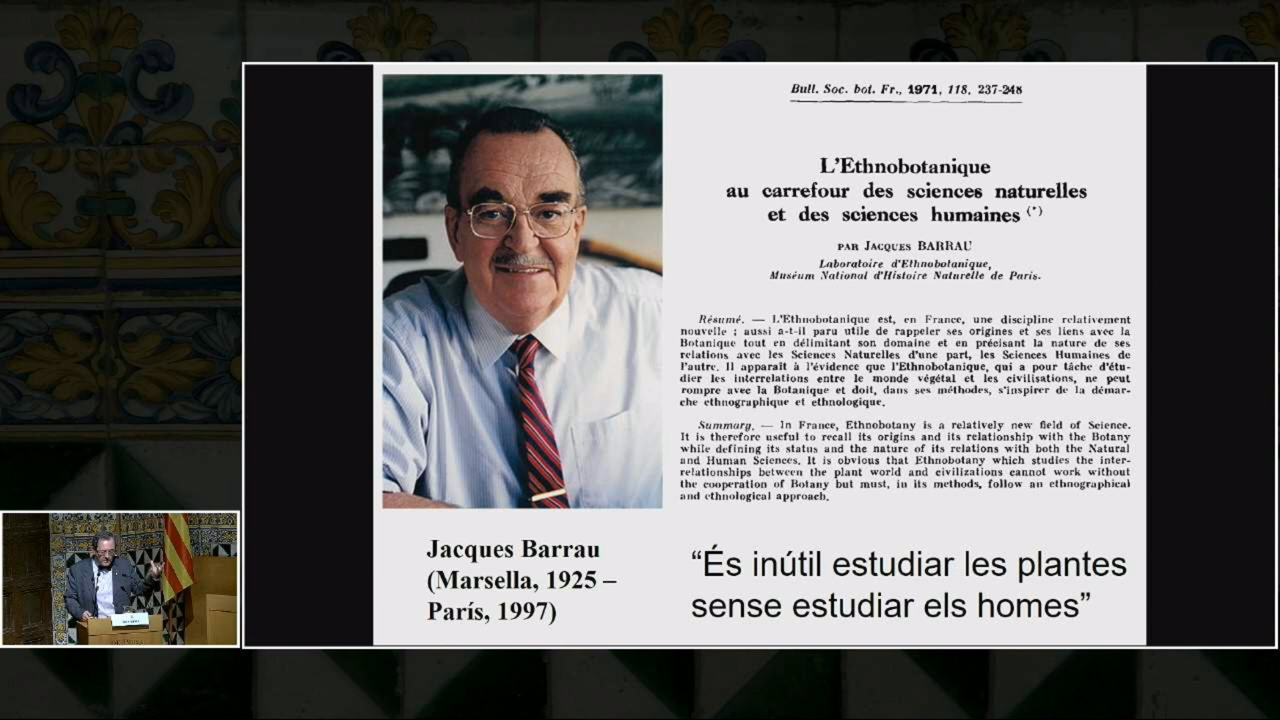 Bull. Soc. bot. Fr., 1971, 118, 237-248
L'Ethnobotanique
au carrefour des sciences naturelles
et des sciences humaines (*)
PAR JACQUES BARRAU
Laboratoire d'Ethnobotanique,
Muséum National d'Histoire Naturelle de Paris.
Résumé. — L'Ethnobotanique est, en France, une discipline relativement
nouvelle ; aussi a-t-il paru utile de rappeler ses origines et ses liens avec la
Botanique tout en délimitant son domaine et en précisant la nature de ses
relations avec les Sciences Naturelles d'une part, les Sciences Humaines de
l'autre. Il apparaît à l'évidence que l'Ethnobotanique, qui a pour tâche d'étu-
dier les interrelations entre le monde végétal et les civilisations, ne peut
rompre avec la Botanique et doit, dans ses méthodes, s'inspirer de la démar-
che ethnographique et ethnologique.
Summary. — In France, Ethnobotany is a relatively new field of Science.
It is therefore useful to recall its origins and its relationship with the Botany
while defining its status and the nature of its relations with both the Natural
and Human Sciences. It is obvious that Ethnobotany which studies the inter-
relationships between the plant world and civilizations cannot work without
the cooperation of Botany but must, in its methods, follow an ethnographical
and ethnological approach.
Jacques Barrau
(Marsella, 1925 –
París, 1997)
“És inútil estudiar les plantes
sense estudiar els homes”